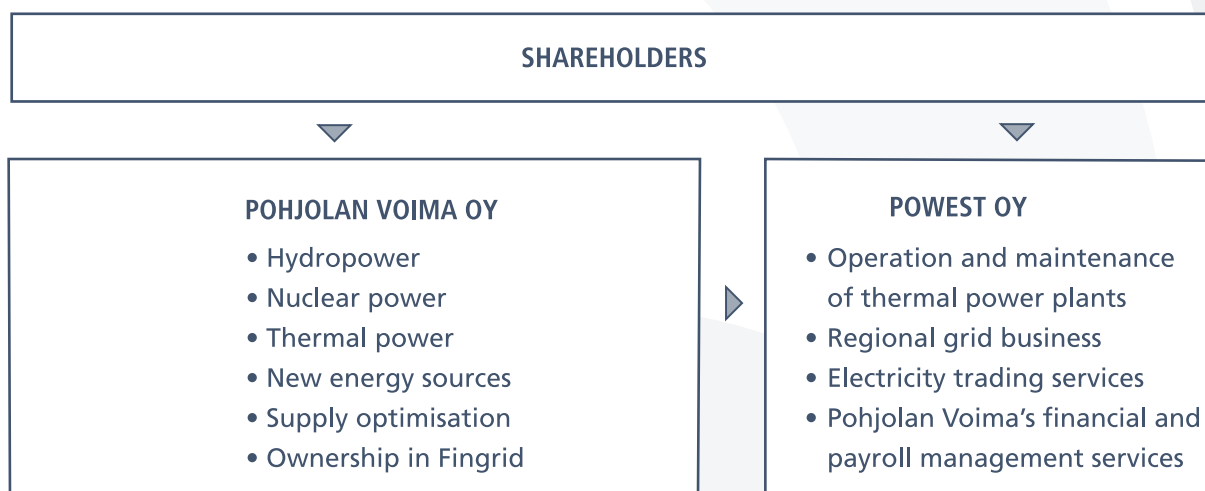 SHAREHOLDERS
POHJOLAN VOIMA OY
• Hydropower
• Nuclear power
• Thermal power
• New energy sources
• Supply optimisation
• Ownership in Fingrid
POWEST OY
• Operation and maintenance
of thermal power plants
• Regional grid business
• Electricity trading services
• Pohjolan Voima’s financial and
payroll management services